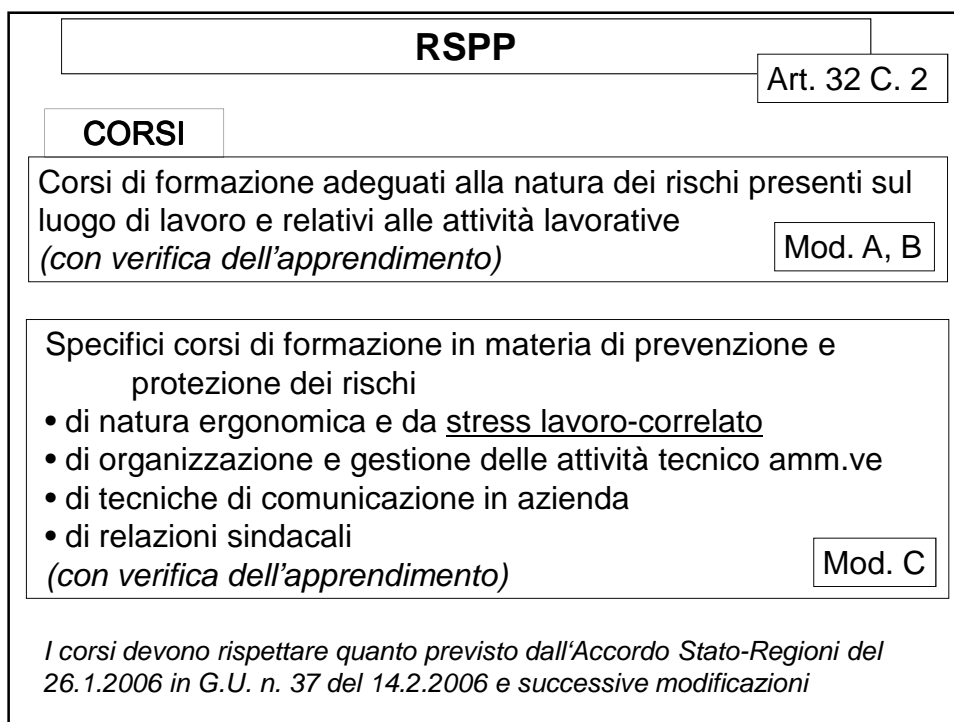 RSPP
Art. 32 C. 2
CORSI
Corsi di formazione adeguati alla natura dei rischi presenti sul
luogo di lavoro e relativi alle attività lavorative
(con verifica dell'apprendimento)
Mod. A, B
Specifici corsi di formazione in materia di prevenzione e
protezione dei rischi
• di natura ergonomica e da stress lavoro-correlato
• di organizzazione e gestione delle attività tecnico amm.ve
• di tecniche di comunicazione in azienda
• di relazioni sindacali
(con verifica dell'apprendimento)
Mod. C
I corsi devono rispettare quanto previsto dall'Accordo Stato-Regioni del
26.1.2006 in G.U. n. 37 del 14.2.2006 e successive modificazioni